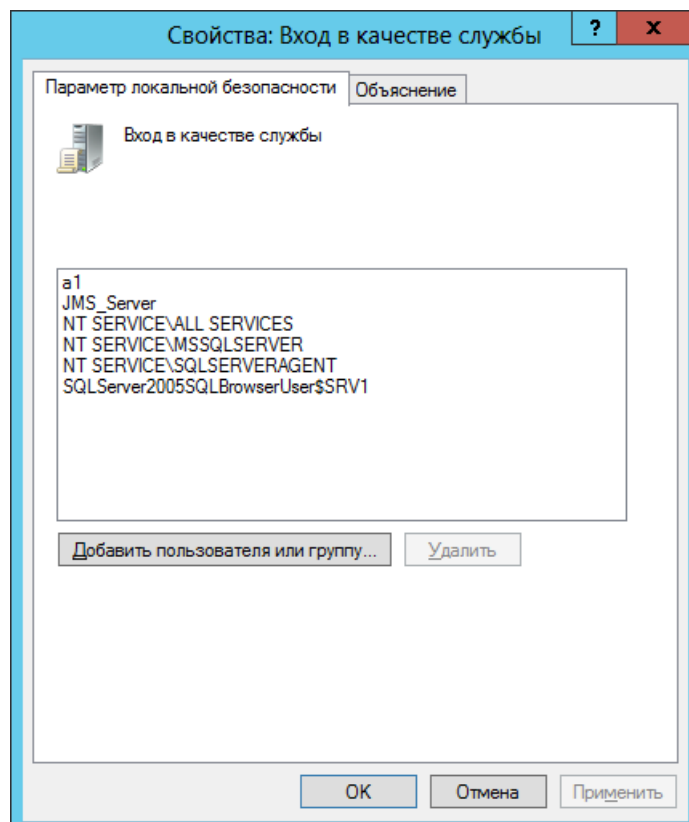 Свойства: Вход в качестве службы
?
x
Параметр локальной безопасности
Объяснение
Вход в качестве службы
a1
JMS_Server
NT SERVICE\ALL SERVICES
NT SERVICE\MSSQLSERVER
NT SERVICE\SQLSERVERAGENT
SQLServer2005SQLBrowserUser$SRV1
Добавить пользователя или группу...
Удалить
OK
Отмена
Применить